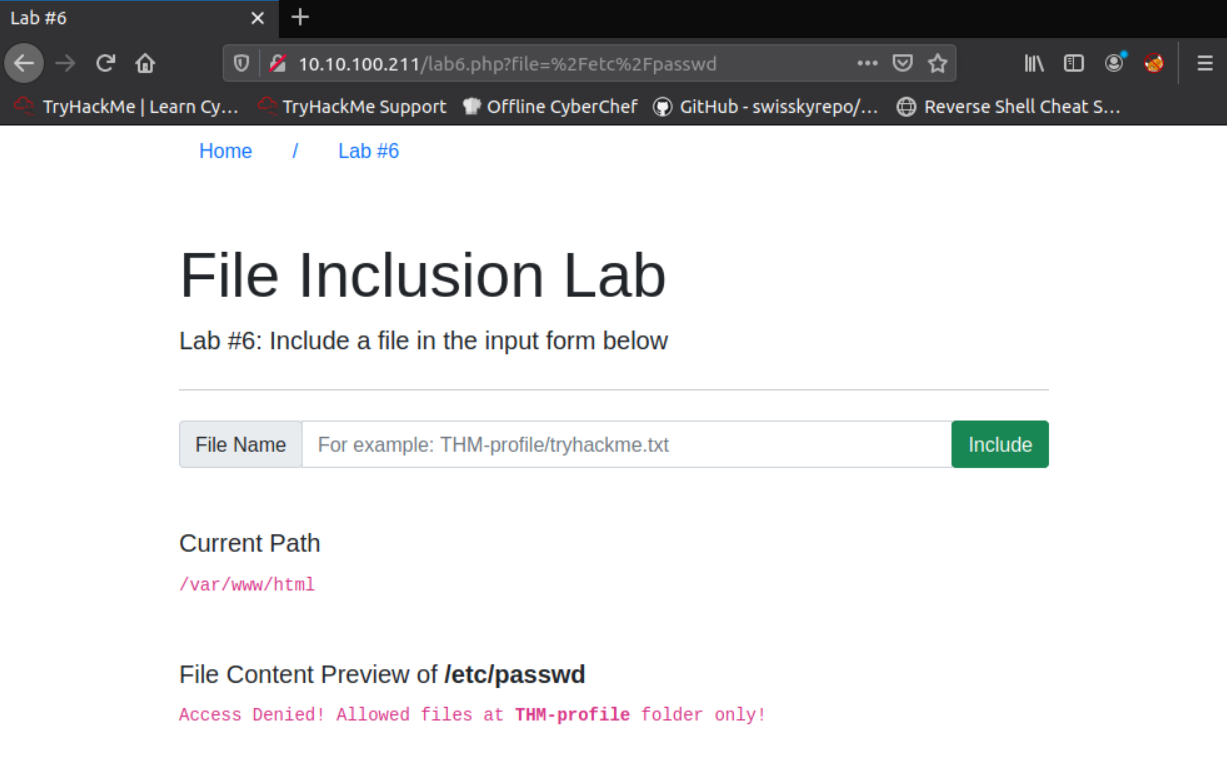 Lab #6
10.10.100.211/lab6.php?file=%2Fetc%2Fpasswd
TryHackMe | Learn Cy… TryHackMe Support Offline CyberChef GitHub - swisskyrepo/… Reverse Shell Cheat S…
Home / Lab #6
File Inclusion Lab
Lab #6: Include a file in the input form below
File Name For example: THM-profile/tryhackme.txt Include
Current Path
/var/www/html
File Content Preview of /etc/passwd
Access Denied! Allowed files at THM-profile folder only!